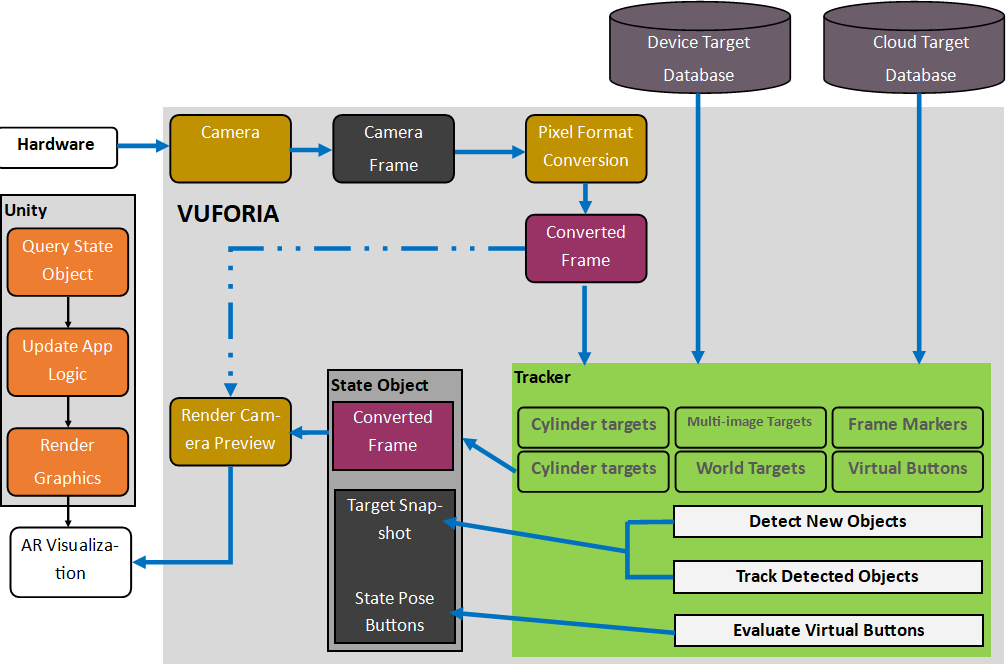 Device Target
Database
Cloud Target
Database
Hardware
Camera
Camera
Frame
Pixel Format
Conversion
VUFORIA
Converted
Frame
Unity
Query State
Object
Update App
Logic
Render
Graphics
AR Visualiza-
tion
Render Cam-
era Preview
State Object
Converted
Frame
Target Snap-
shot
State Pose
Buttons
Tracker
Cylinder targets
Multi-image Targets
Frame Markers
Cylinder targets
World Targets
Virtual Buttons
Detect New Objects
Track Detected Objects
Evaluate Virtual Buttons